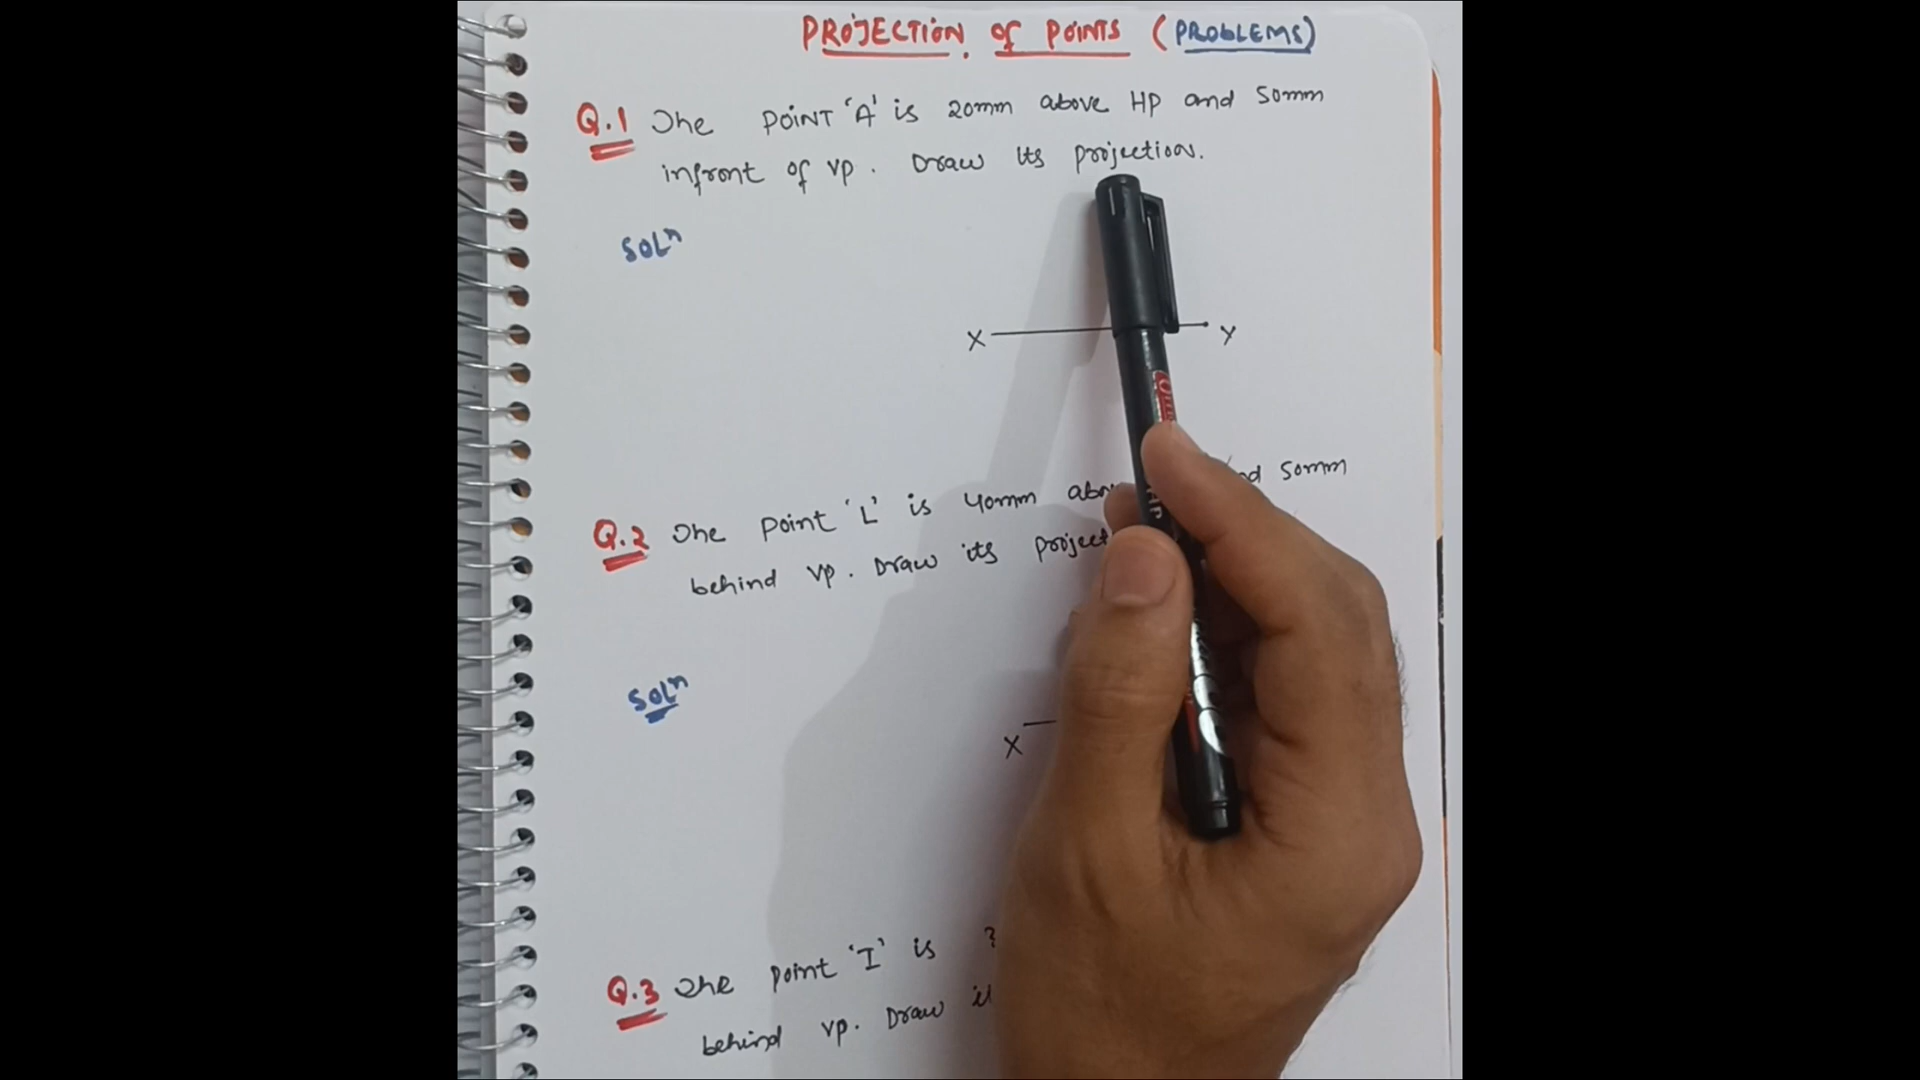 PROJECTION OF POINTS (PROBLEMS)
Q.1 The POINT 'A' is 20mm above HP and 50mm
infront of VP. Draw its projection.
SOLⁿ
X Y
Q.2 The point 'L' is 40mm 50mm
behind VP. Draw its
SOLⁿ
X
Q.3 The point 'I' is
behind VP. Draw